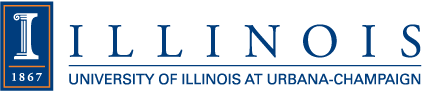 I
1867
ILLINOIS
UNIVERSITY OF ILLINOIS AT URBANA-CHAMPAIGN